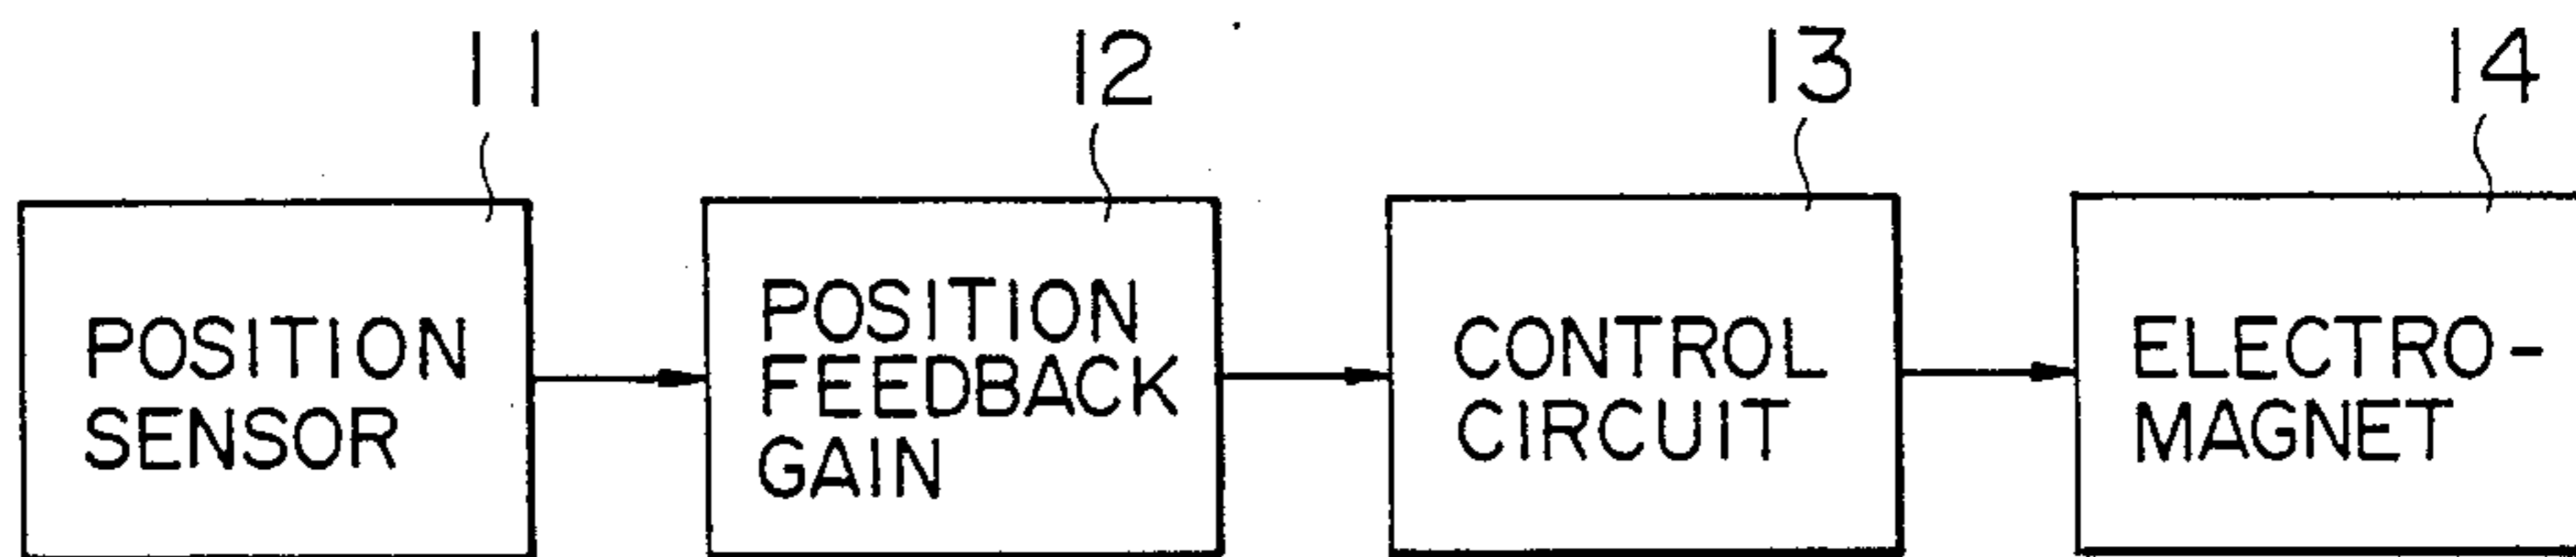 11
12
13
14
POSITION
SENSOR
POSITION
FEEDBACK
GAIN
CONTROL
CIRCUIT
ELECTRO-
MAGNET